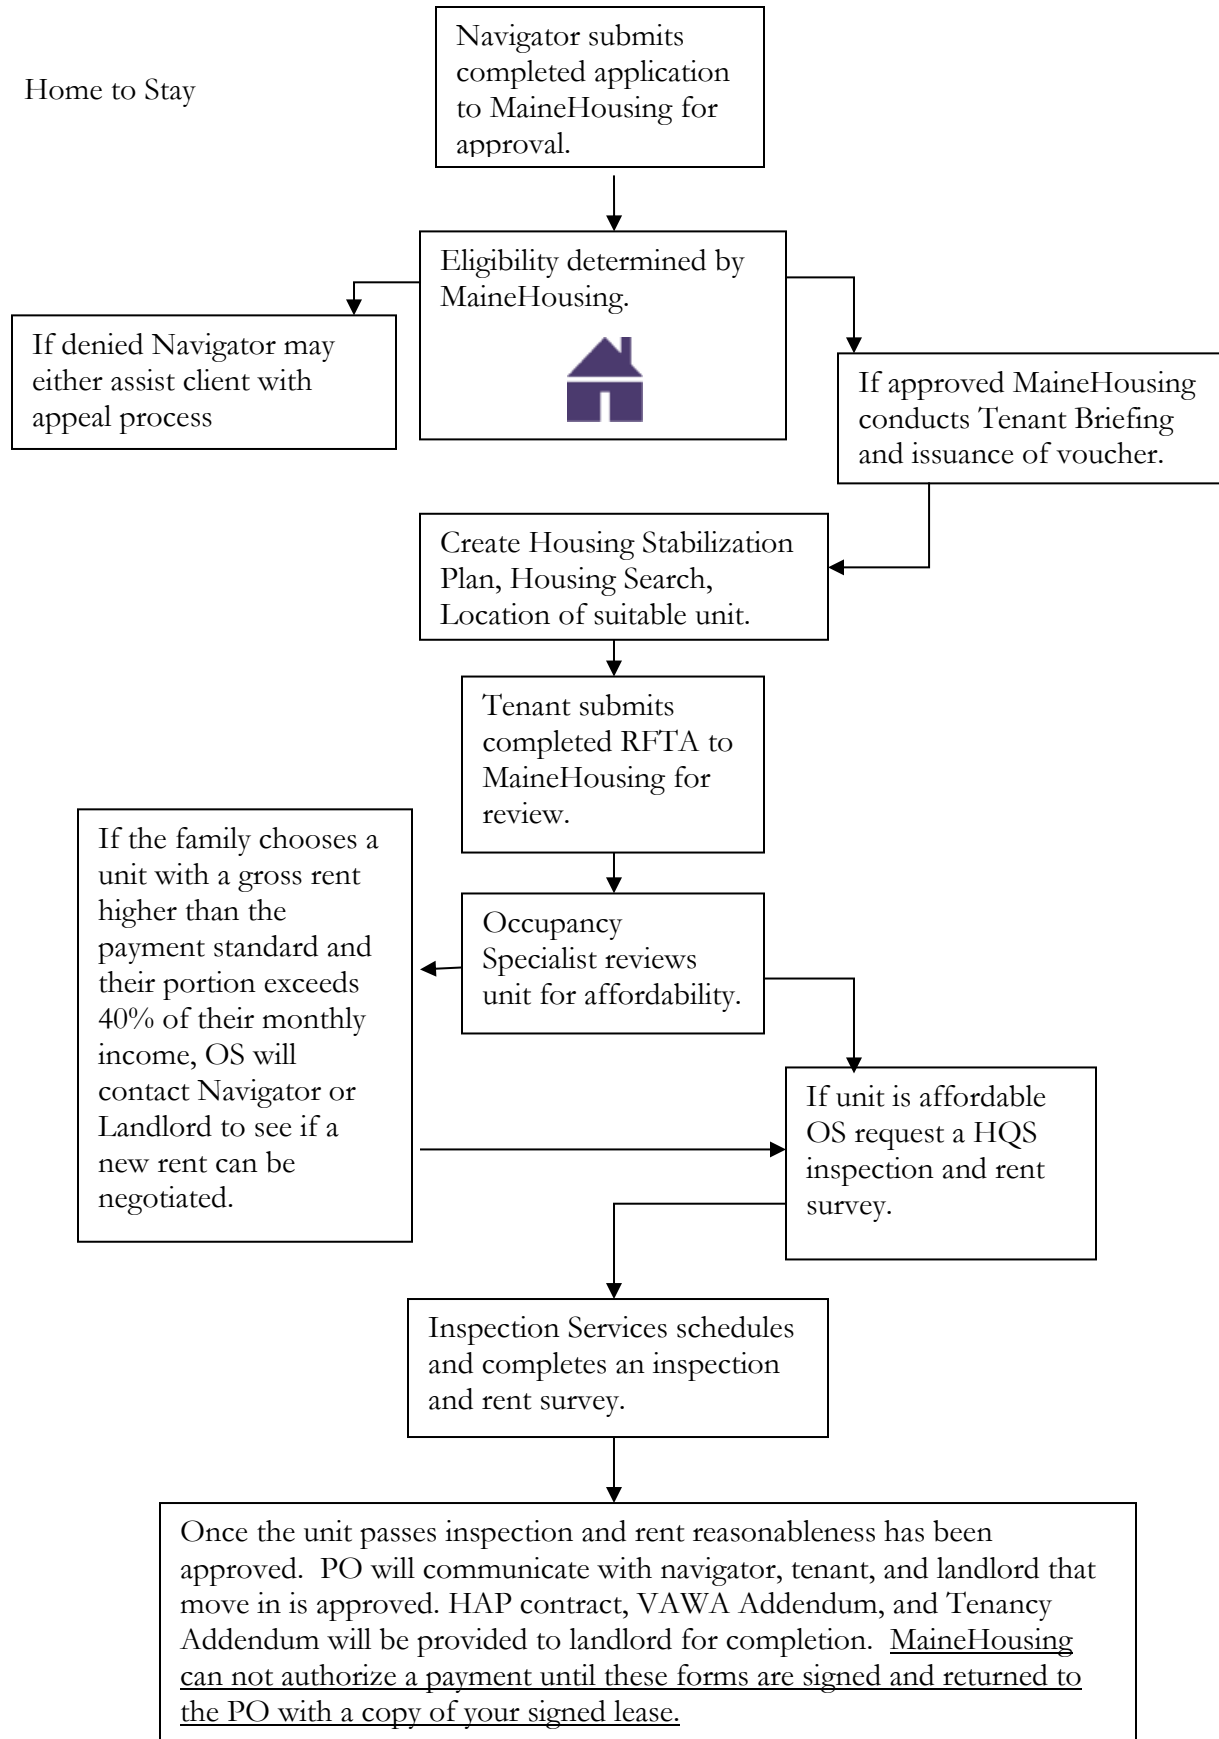 Home to Stay
Navigator submits
completed application
to MaineHousing for
approval.
Eligibility determined by
MaineHousing.
If denied Navigator may
either assist client with
appeal process
If approved MaineHousing
conducts Tenant Briefing
and issuance of voucher.
Create Housing Stabilization
Plan, Housing Search,
Location of suitable unit.
Tenant submits
completed RFTA to
MaineHousing for
review.
If the family chooses a
unit with a gross rent
higher than the
payment standard and
their portion exceeds
40% of their monthly
income, OS will
contact Navigator or
Landlord to see if a
new rent can be
negotiated.
Occupancy
Specialist reviews
unit for affordability.
If unit is affordable
OS request a HQS
inspection and rent
survey.
Inspection Services schedules
and completes an inspection
and rent survey.
Once the unit passes inspection and rent reasonableness has been
approved.  PO will communicate with navigator, tenant, and landlord that
move in is approved. HAP contract, VAWA Addendum, and Tenancy
Addendum will be provided to landlord for completion.  MaineHousing
can not authorize a payment until these forms are signed and returned to
the PO with a copy of your signed lease.